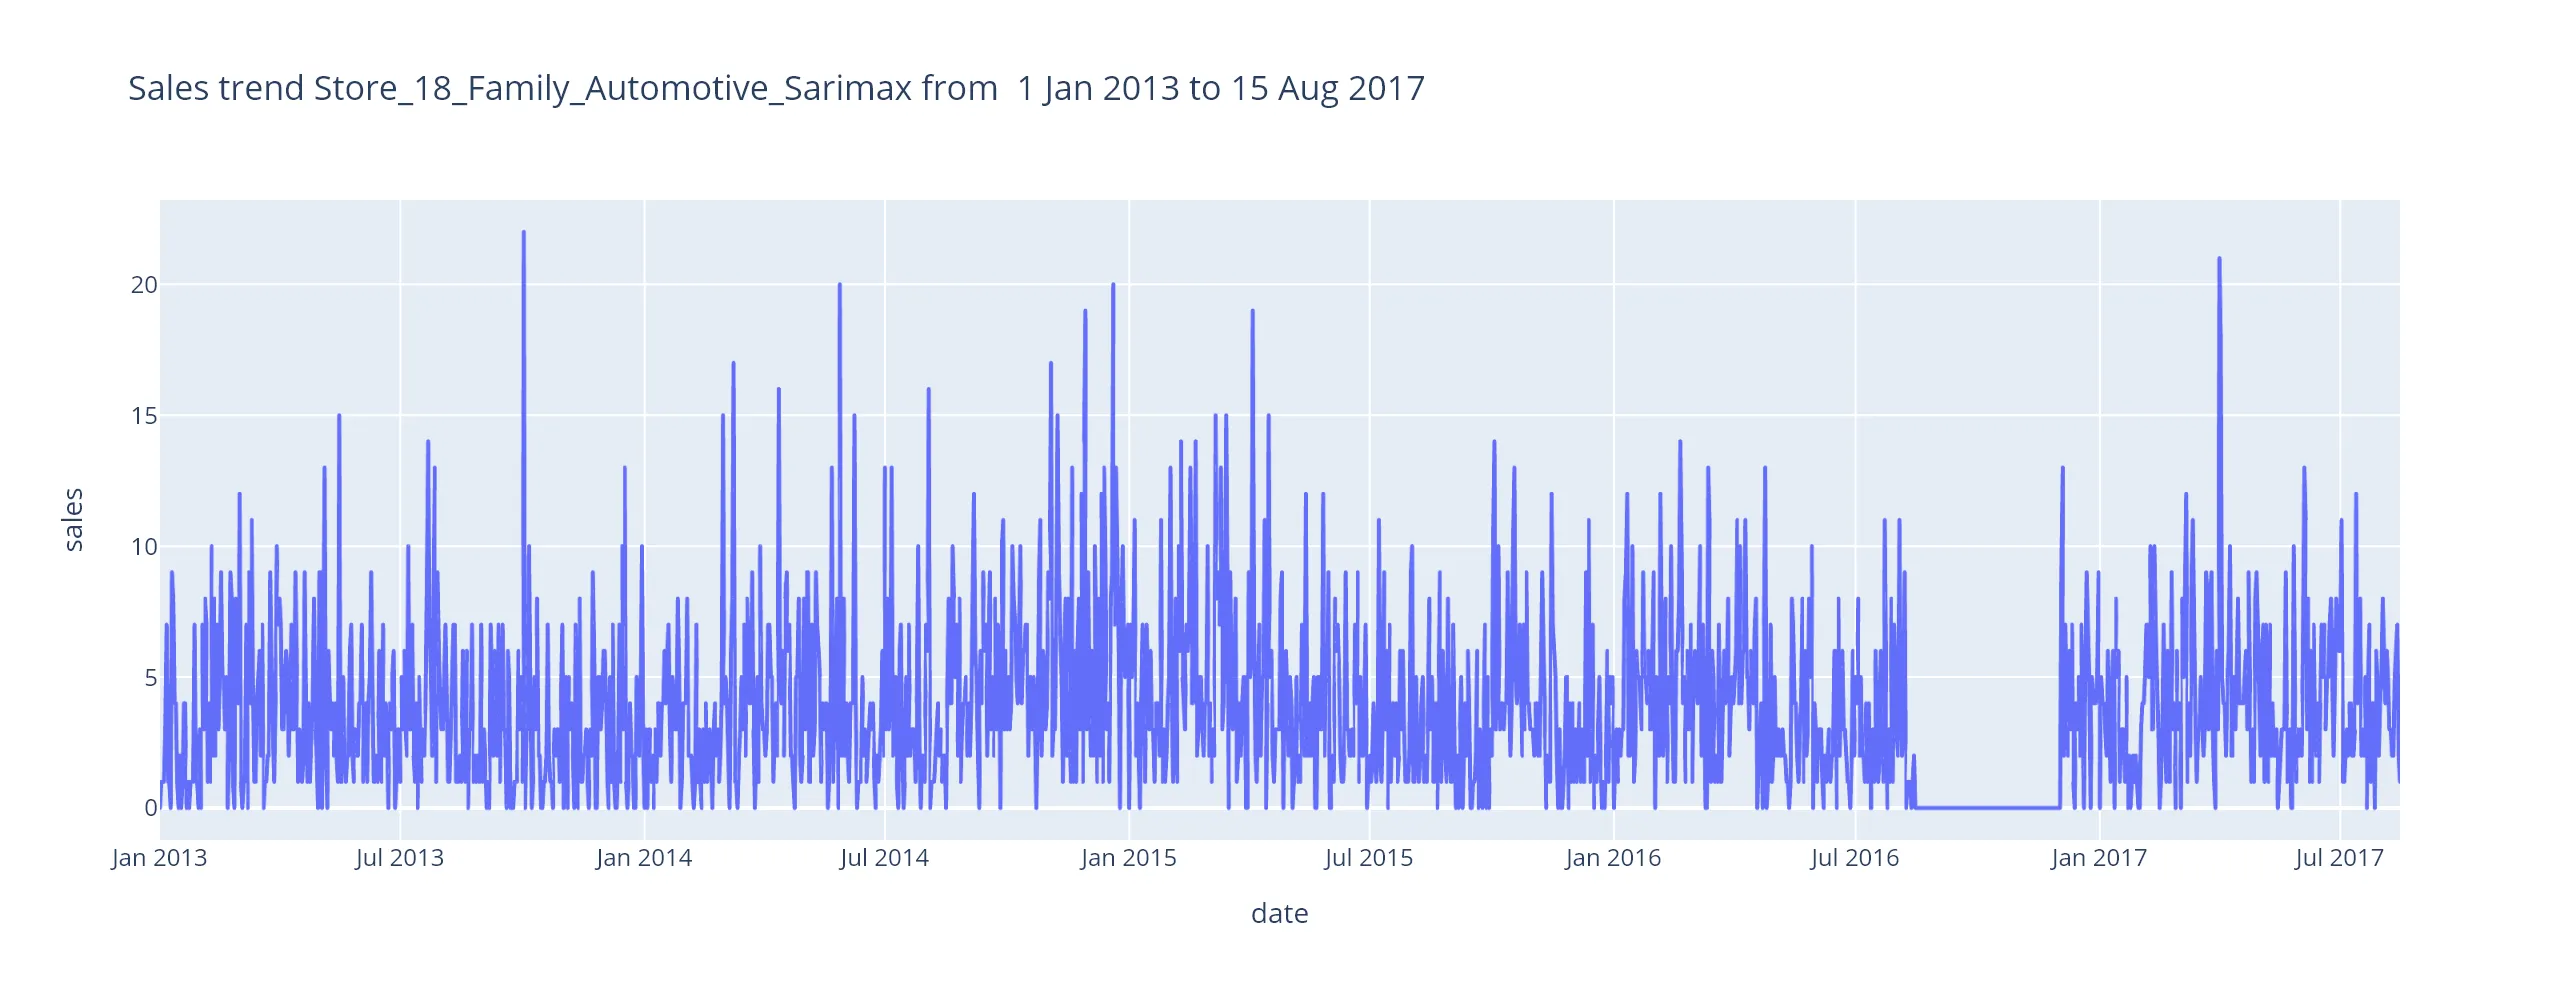 Sales trend Store_18_Family_Automotive_Sarimax from  1 Jan 2013 to 15 Aug 2017
sales
20
15
10
5
0
Jan 2013 Jul 2013 Jan 2014 Jul 2014 Jan 2015 Jul 2015 Jan 2016 Jul 2016 Jan 2017 Jul 2017
date